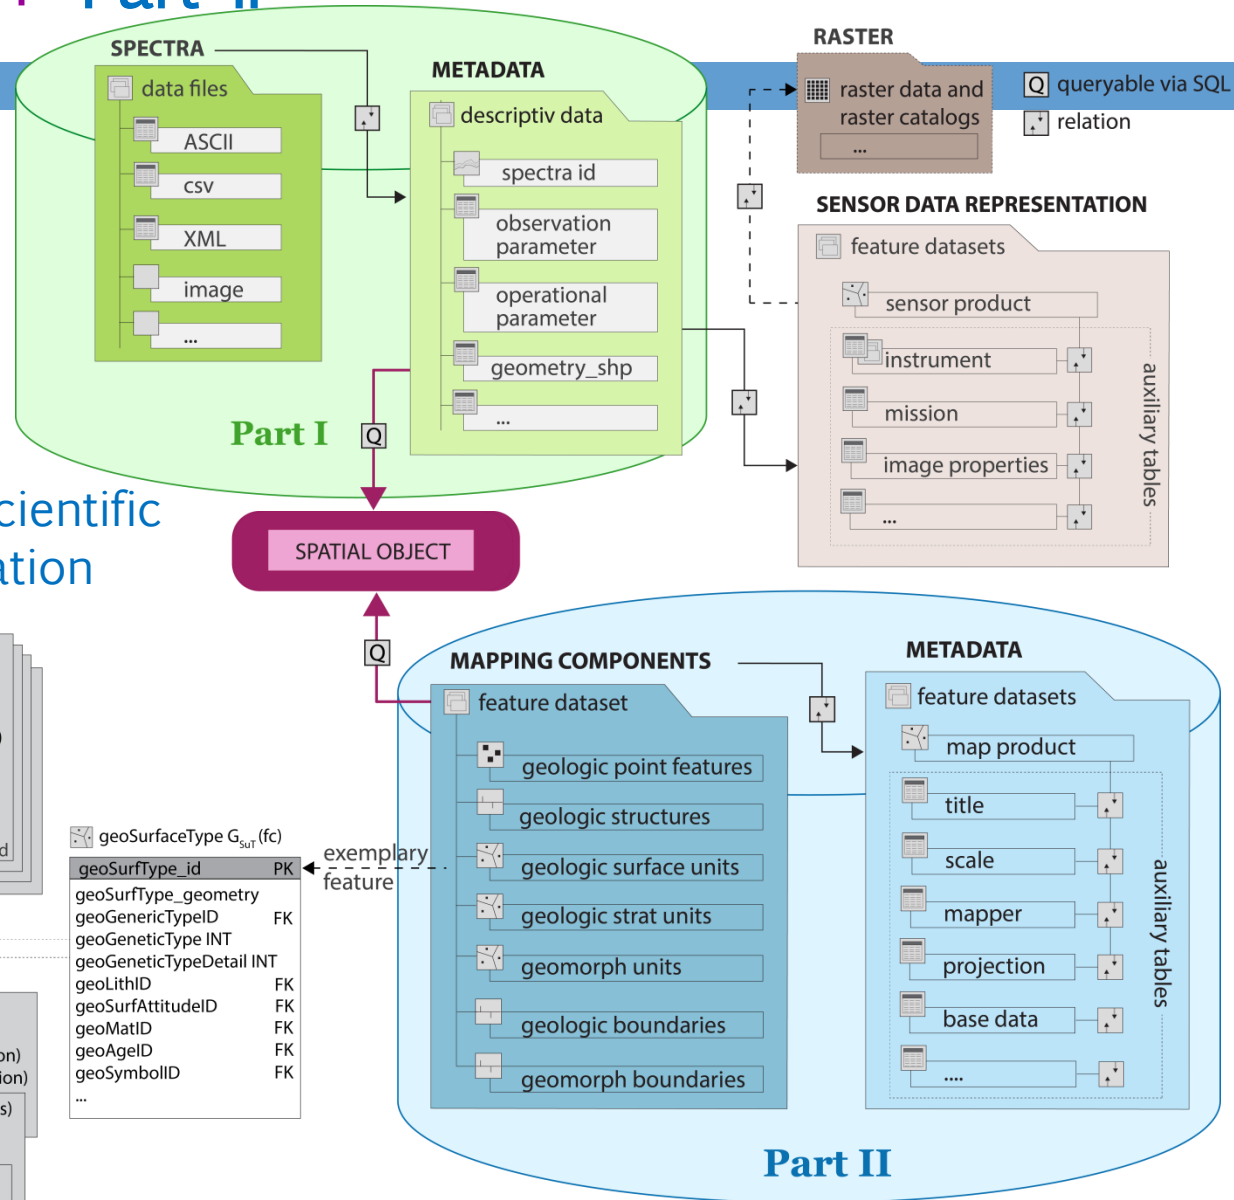 Part II
SPECTRA
data files
ASCII
csv
XML
image
...
METADATA
descriptiv data
spectra id
observation
parameter
operational
parameter
geometry_shp
...
Part I
Q
RASTER
raster data and
raster catalogs
...
Q queryable via SQL
relation
SENSOR DATA REPRESENTATION
feature datasets
sensor product
instrument
mission
image properties
...
auxiliary tables
cientific
ation
SPATIAL OBJECT
Q
MAPPING COMPONENTS
feature dataset
geologic point features
geologic structures
geologic surface units
geologic strat units
geomorph units
geologic boundaries
geomorph boundaries
METADATA
feature datasets
map product
title
scale
mapper
projection
base data
....
auxiliary tables
Part II
exemplary
feature
geoSurfaceType GSuT (fc)
geoSurfType_id PK
geoSurfType_geometry
geoGenericTypeID FK
geoGeneticType INT
geoGeneticTypeDetail INT
geoLithID FK
geoSurfAttitudeID FK
geoMatID FK
geoAgeID FK
geoSymbolID FK
...
)
d
on)
ion)
s)